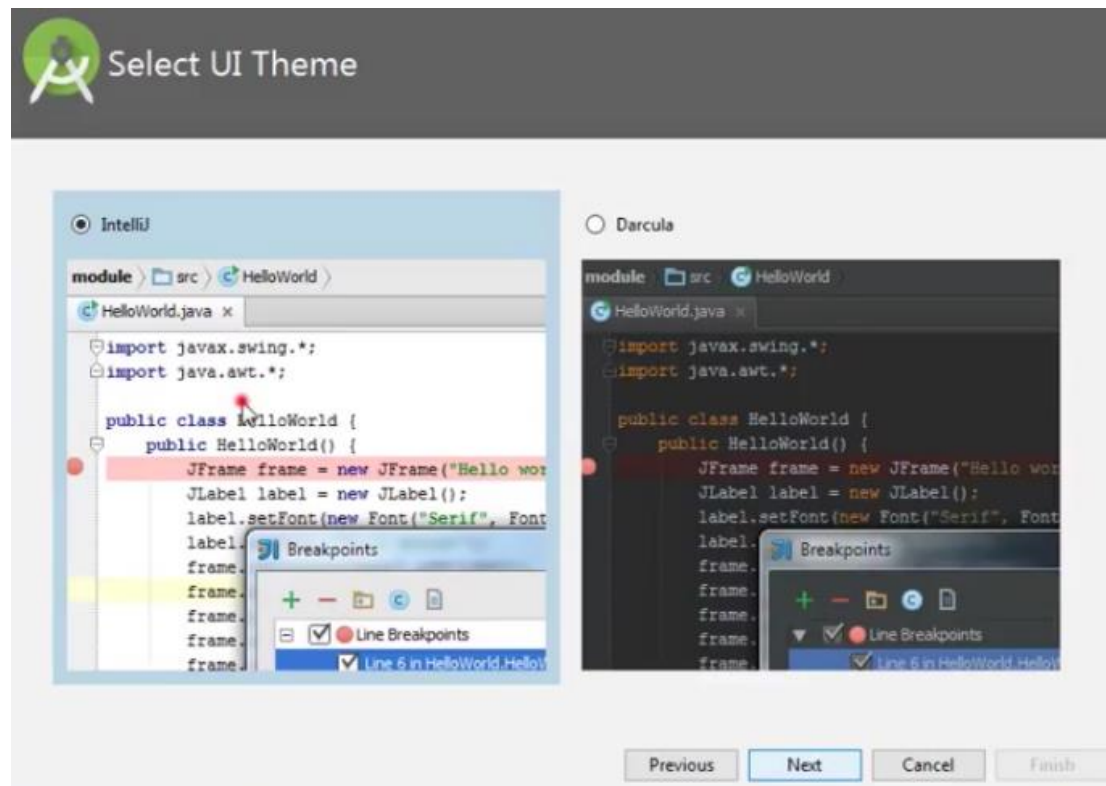 Select UI Theme
IntelliJ
module src HelloWorld
HelloWorld.java ×
import javax.swing.*;
import java.awt.*;
public class HelloWorld {
public HelloWorld() {
JFrame frame = new JFrame("Hello wor
JLabel label = new JLabel();
label.setFont(new Font("Serif", Font
label.
frame.
frame.
frame.
frame.
frame.
Breakpoints
Line Breakpoints
Line 6 in HelloWorld.Hello
Darcula
module src HelloWorld
HelloWorld.java ×
import javax.swing.*;
import java.awt.*;
public class HelloWorld {
public HelloWorld() {
JFrame frame = new JFrame("Hello wor
JLabel label = new JLabel();
label.setFont(new Font("Serif", Font
label.
frame.
frame.
frame.
frame.
frame.
Breakpoints
Line Breakpoints
Line 6 in HelloWorld.Hello
Previous Next Cancel Finish